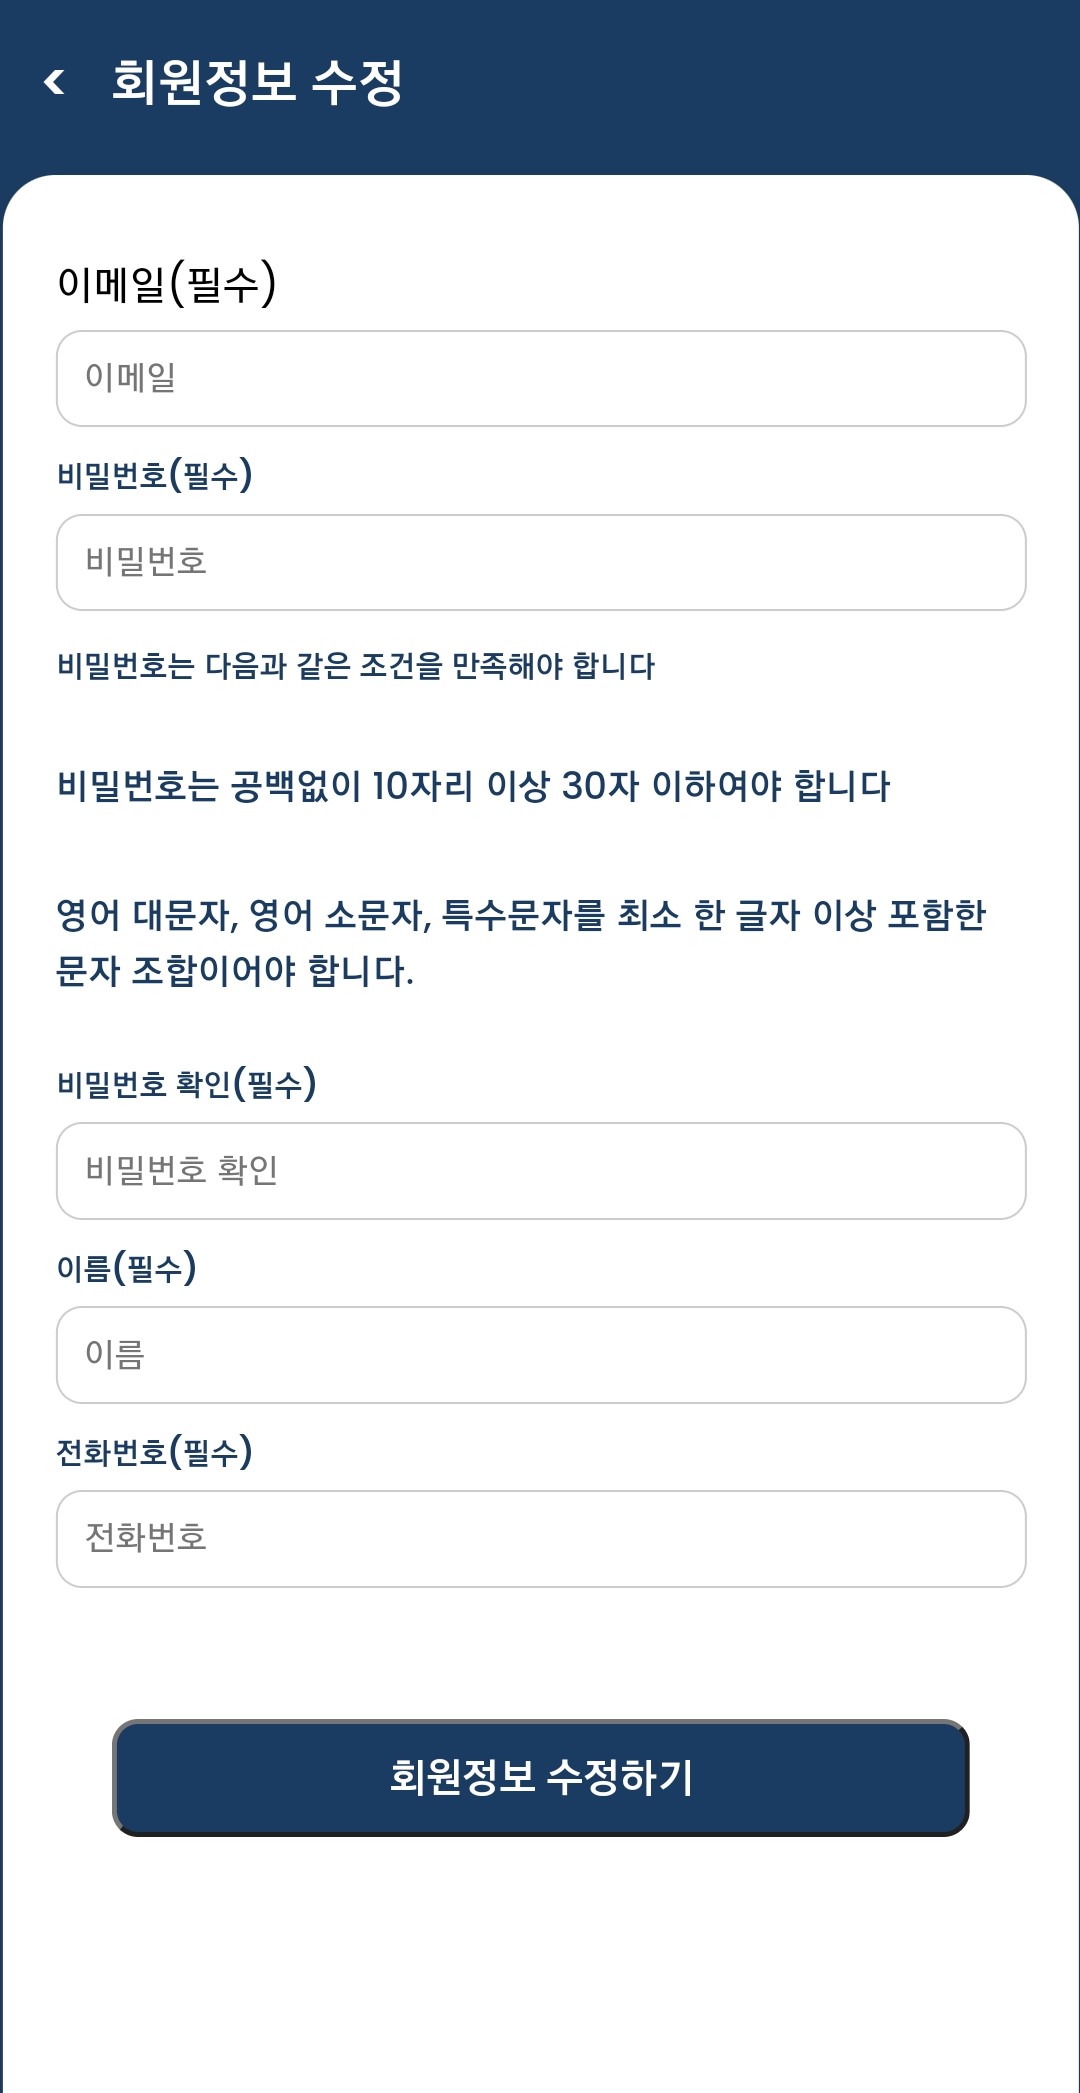 회원정보 수정
이메일(필수)
이메일
비밀번호(필수)
비밀번호
비밀번호는 다음과 같은 조건을 만족해야 합니다
비밀번호는 공백없이 10자리 이상 30자 이하여야 합니다
영어 대문자, 영어 소문자, 특수문자를 최소 한 글자 이상 포함한
문자 조합이어야 합니다.
비밀번호 확인(필수)
비밀번호 확인
이름(필수)
이름
전화번호(필수)
전화번호
회원정보 수정하기